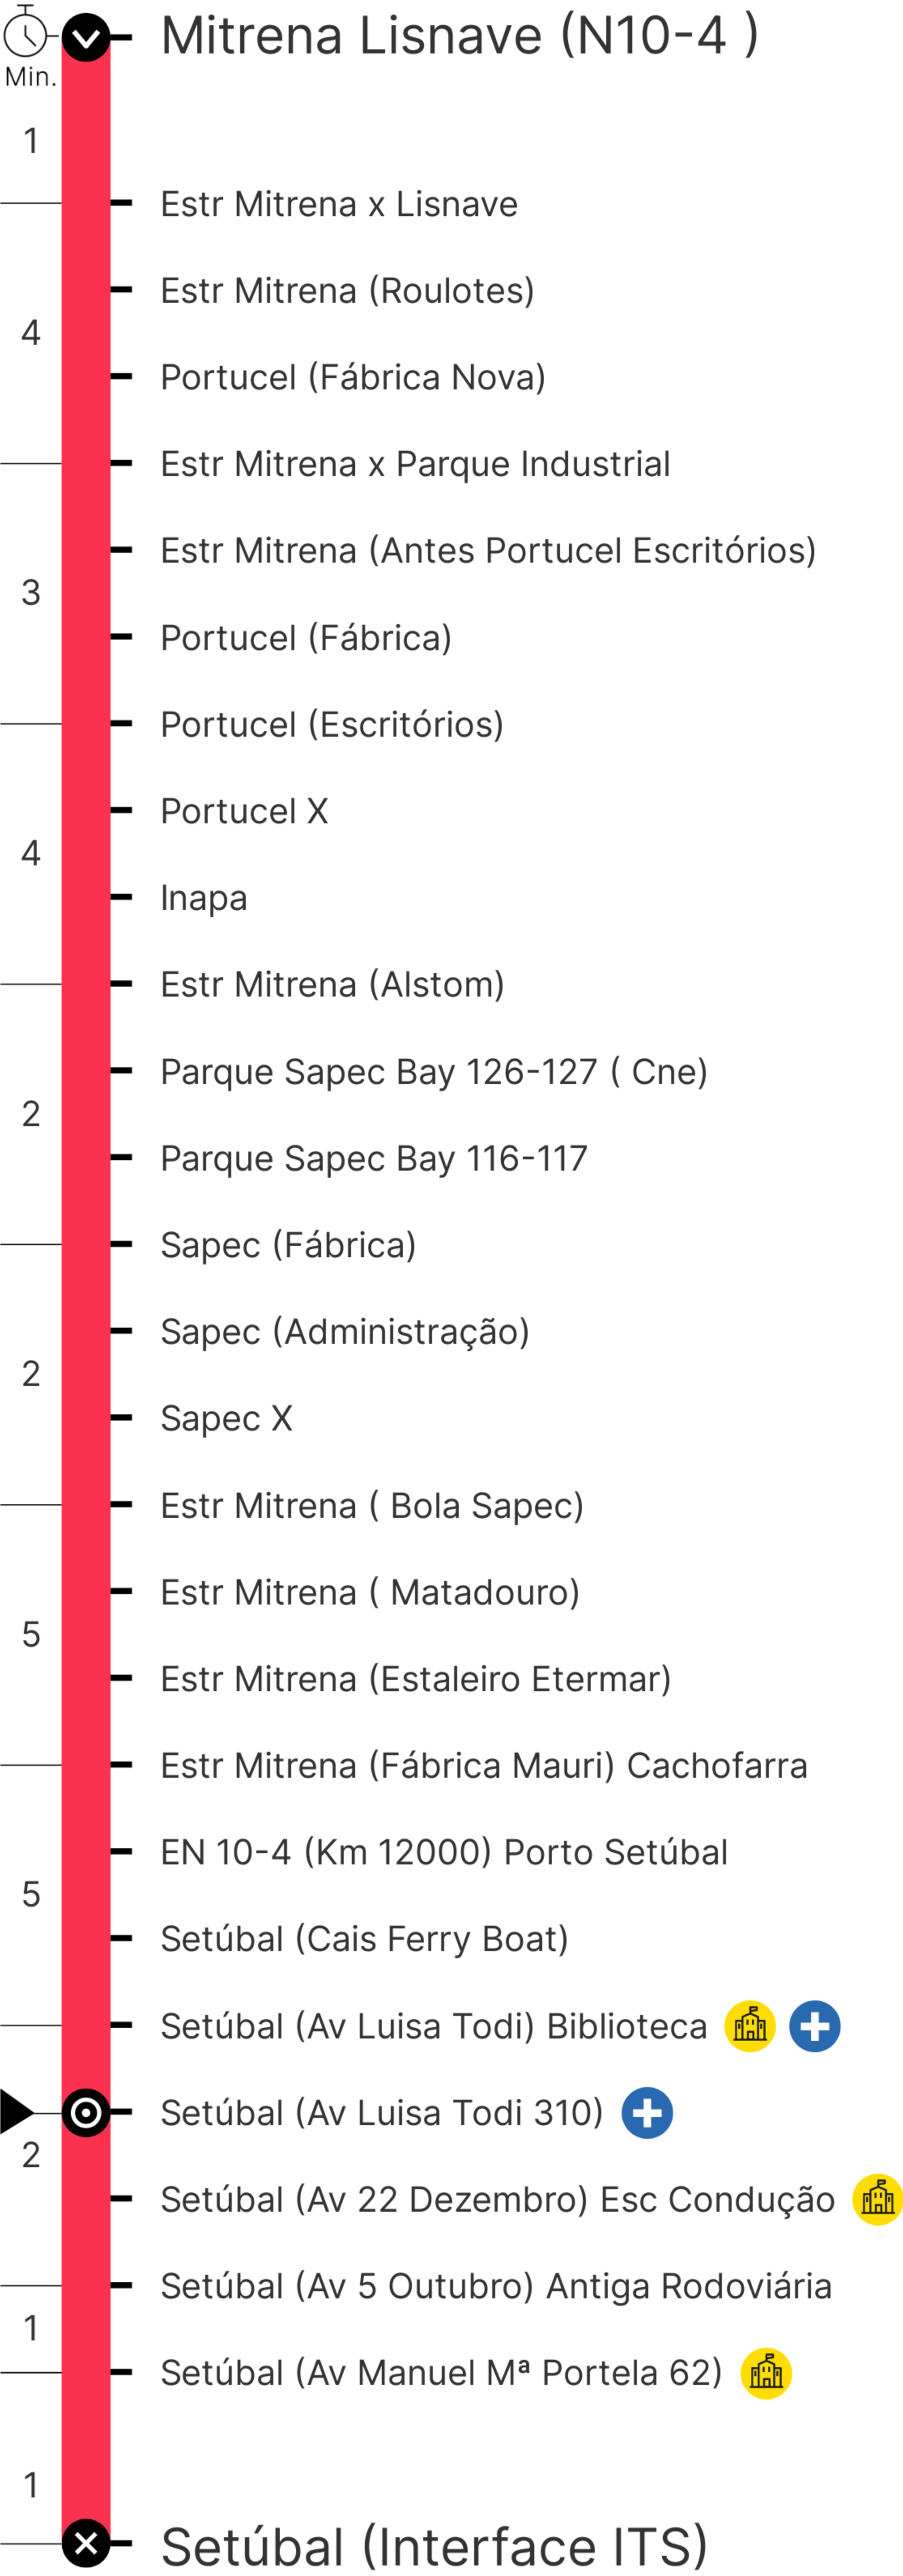 Mitrena Lisnave (N10-4 )
Min.
1
Estr Mitrena x Lisnave
Estr Mitrena (Roulotes)
4
Portucel (Fábrica Nova)
Estr Mitrena x Parque Industrial
Estr Mitrena (Antes Portucel Escritórios)
3
Portucel (Fábrica)
Portucel (Escritórios)
Portucel X
4
Inapa
Estr Mitrena (Alstom)
Parque Sapec Bay 126-127 ( Cne)
2
Parque Sapec Bay 116-117
Sapec (Fábrica)
Sapec (Administração)
2
Sapec X
Estr Mitrena ( Bola Sapec)
Estr Mitrena ( Matadouro)
5
Estr Mitrena (Estaleiro Etermar)
Estr Mitrena (Fábrica Mauri) Cachofarra
EN 10-4 (Km 12000) Porto Setúbal
5
Setúbal (Cais Ferry Boat)
Setúbal (Av Luisa Todi) Biblioteca
Setúbal (Av Luisa Todi 310)
2
Setúbal (Av 22 Dezembro) Esc Condução
Setúbal (Av 5 Outubro) Antiga Rodoviária
1
Setúbal (Av Manuel Mª Portela 62)
1
Setúbal (Interface ITS)